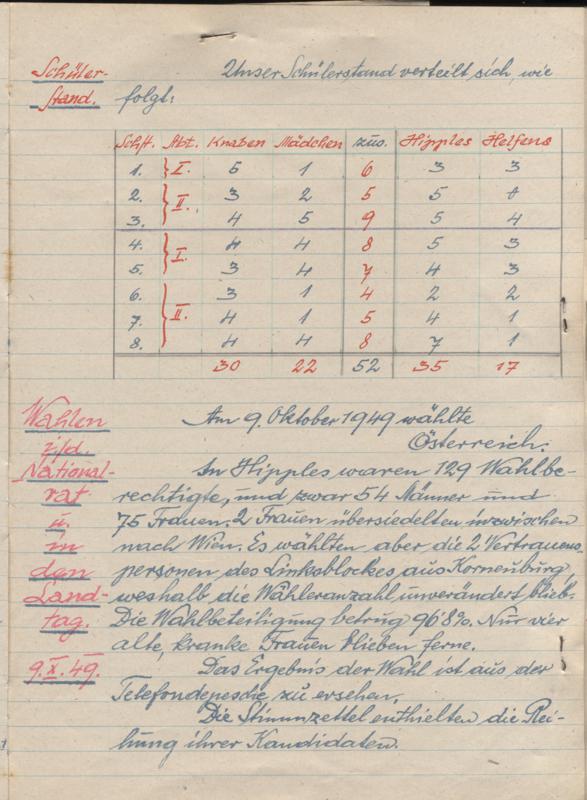 Schüler-
stand.
Unser Schülerstand verteilt sich, wie
folgt:
Schst. Abt. Knaben Mädchen zus. Hipples Helfens
1. } I. 5 1 6 3 3
2. } II. 3 2 5 5 0
3. 4 5 9 5 4
4. } I. 4 4 8 5 3
5. 3 4 7 4 3
6. } II. 3 1 4 2 2
7. 4 1 5 4 1
8. 4 4 8 7 1
30 22 52 35 17
Wahlen
i/d.
National-
rat
u.
in
den
Land-
tag.
9.X.49.
Am 9. Oktober 1949 wählte
Österreich.
In Hipples waren 129 Wahlbe-
rechtigte, und zwar 54 Männer und
75 Frauen. 2 Frauen übersiedelten inzwischen
nach Wien. Es wählten aber die 2 Vertrauens-
personen des Linksblockes aus Korneuburg,
weshalb die Wähleranzahl unverändert blieb.
Die Wahlbeteiligung betrug 96'8%. Nur vier
alte, kranke Frauen blieben ferne.
Das Ergebnis der Wahl ist aus der
Telefondepesche zu ersehen.
Die Stimmzettel enthielten die Rei-
hung ihrer Kandidaten.